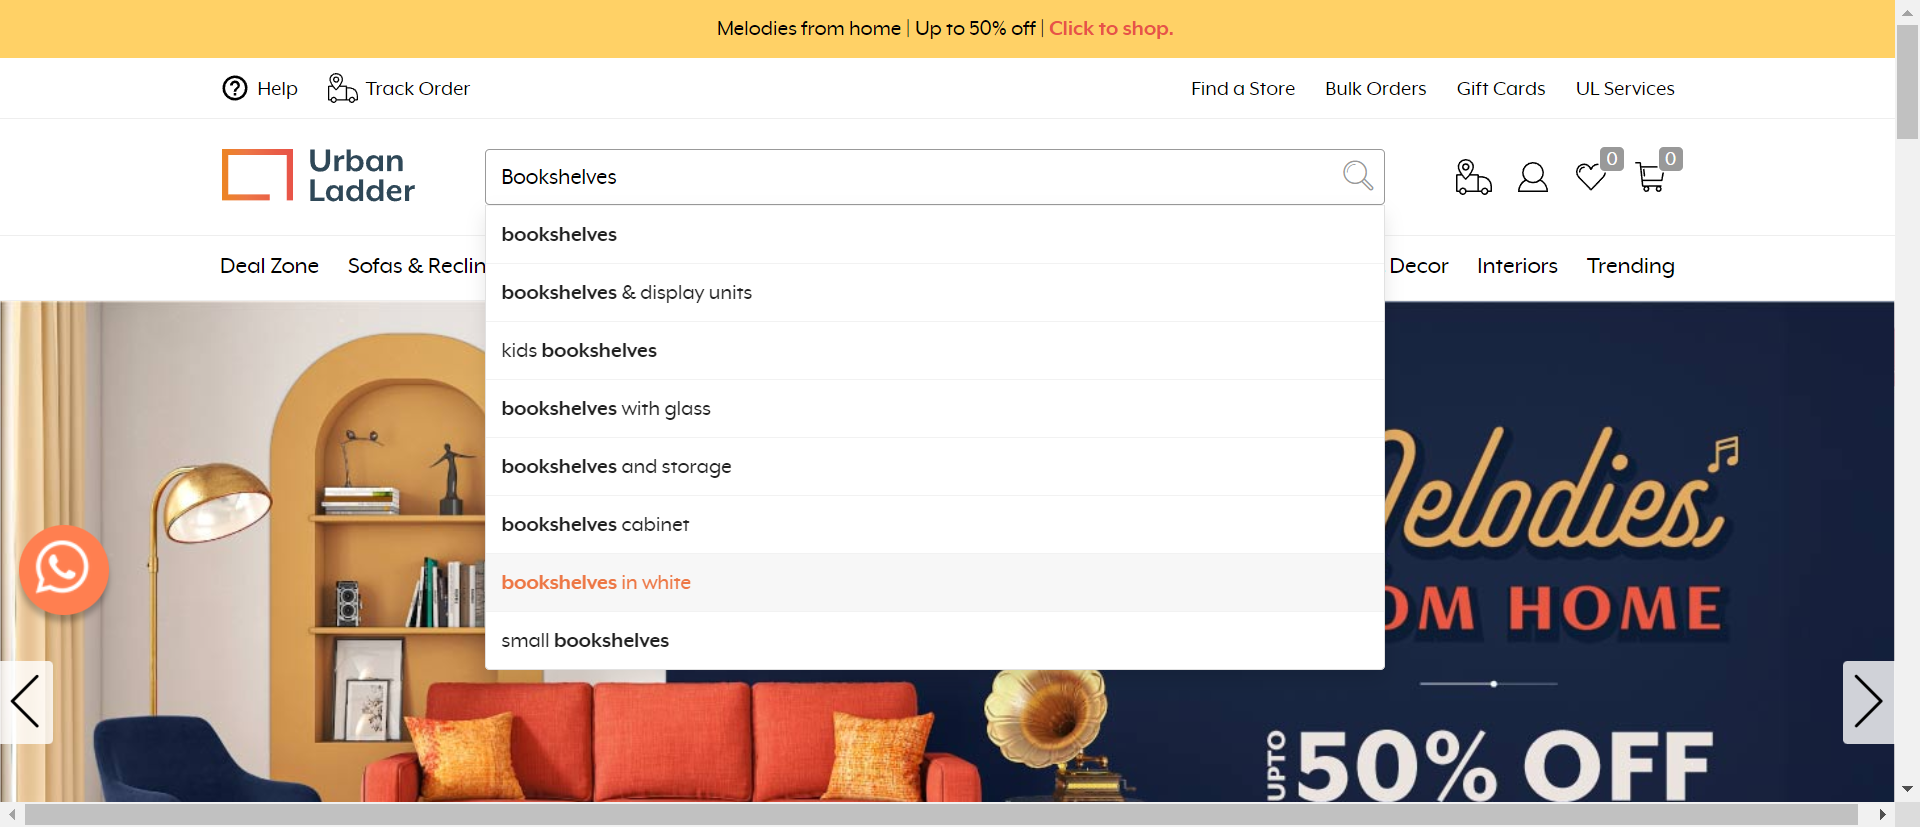 Melodies from home | Up to 50% off | Click to shop.
Help Track Order Find a Store Bulk Orders Gift Cards UL Services
Urban
Ladder
Bookshelves
0 0
bookshelves
Deal Zone Sofas & Reclin Decor Interiors Trending
bookshelves & display units
kids bookshelves
bookshelves with glass
bookshelves and storage
bookshelves cabinet
bookshelves in white
small bookshelves
Melodies
OM HOME
UPTO 50% OFF